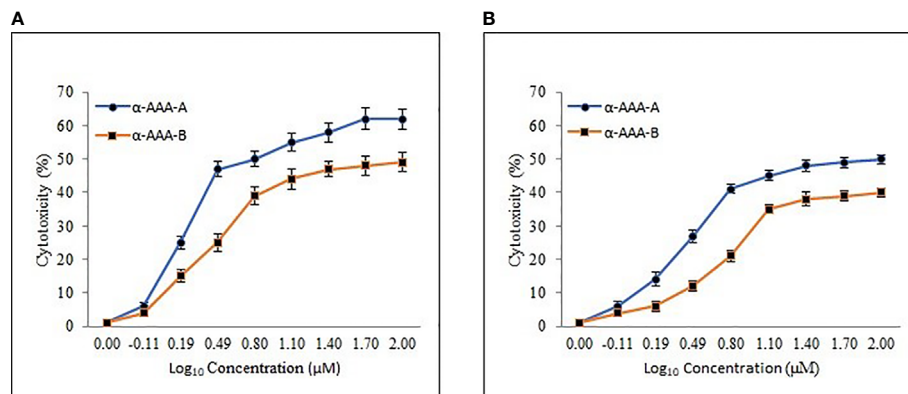 A
70
60
50
40
30
20
10
0
Cytotoxicity (%)
α-AAA-A
α-AAA-B
0.00 -0.11 0.19 0.49 0.80 1.10 1.40 1.70 2.00
Log₁₀ Concentration (µM)
B
70
60
50
40
30
20
10
0
Cytotoxicity (%)
α-AAA-A
α-AAA-B
0.00 -0.11 0.19 0.49 0.80 1.10 1.40 1.70 2.00
Log₁₀ Concentration (µM)